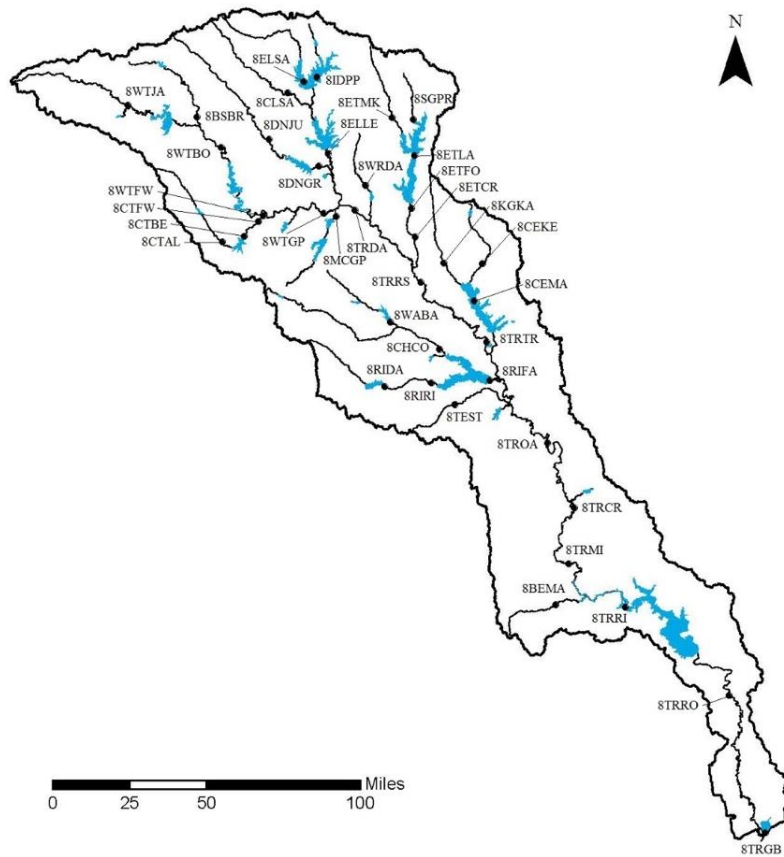 N
8ELSA
8IDPP
8WTJA
8CLSA
8ETMK
8SGPR
8BSBR
8DNJU
8ELLE
8WTBO
8ETLA
8ETFO
8WRDA
8ETCR
8DNGR
8KGKA
8WTFW
8CTFW
8CEKE
8CTBE
8TRDA
8CTAL
8WTGP
8MCGP
8TRRS
8CEMA
8WABA
8TRTR
8CHCO
8RIDA
8RIFA
8RIRI
8TEST
8TROA
8TRCR
8TRMI
8BEMA
8TRRI
8TRRO
Miles
0 25 50 100
8TRGB